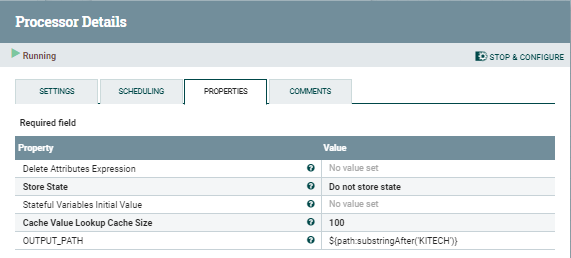 Processor Details
Running
STOP & CONFIGURE
SETTINGS
SCHEDULING
PROPERTIES
COMMENTS
Required field
Property Value
Delete Attributes Expression ? No value set
Store State ? Do not store state
Stateful Variables Initial Value ? No value set
Cache Value Lookup Cache Size ? 100
OUTPUT_PATH ? ${path:substringAfter('KITECH')}